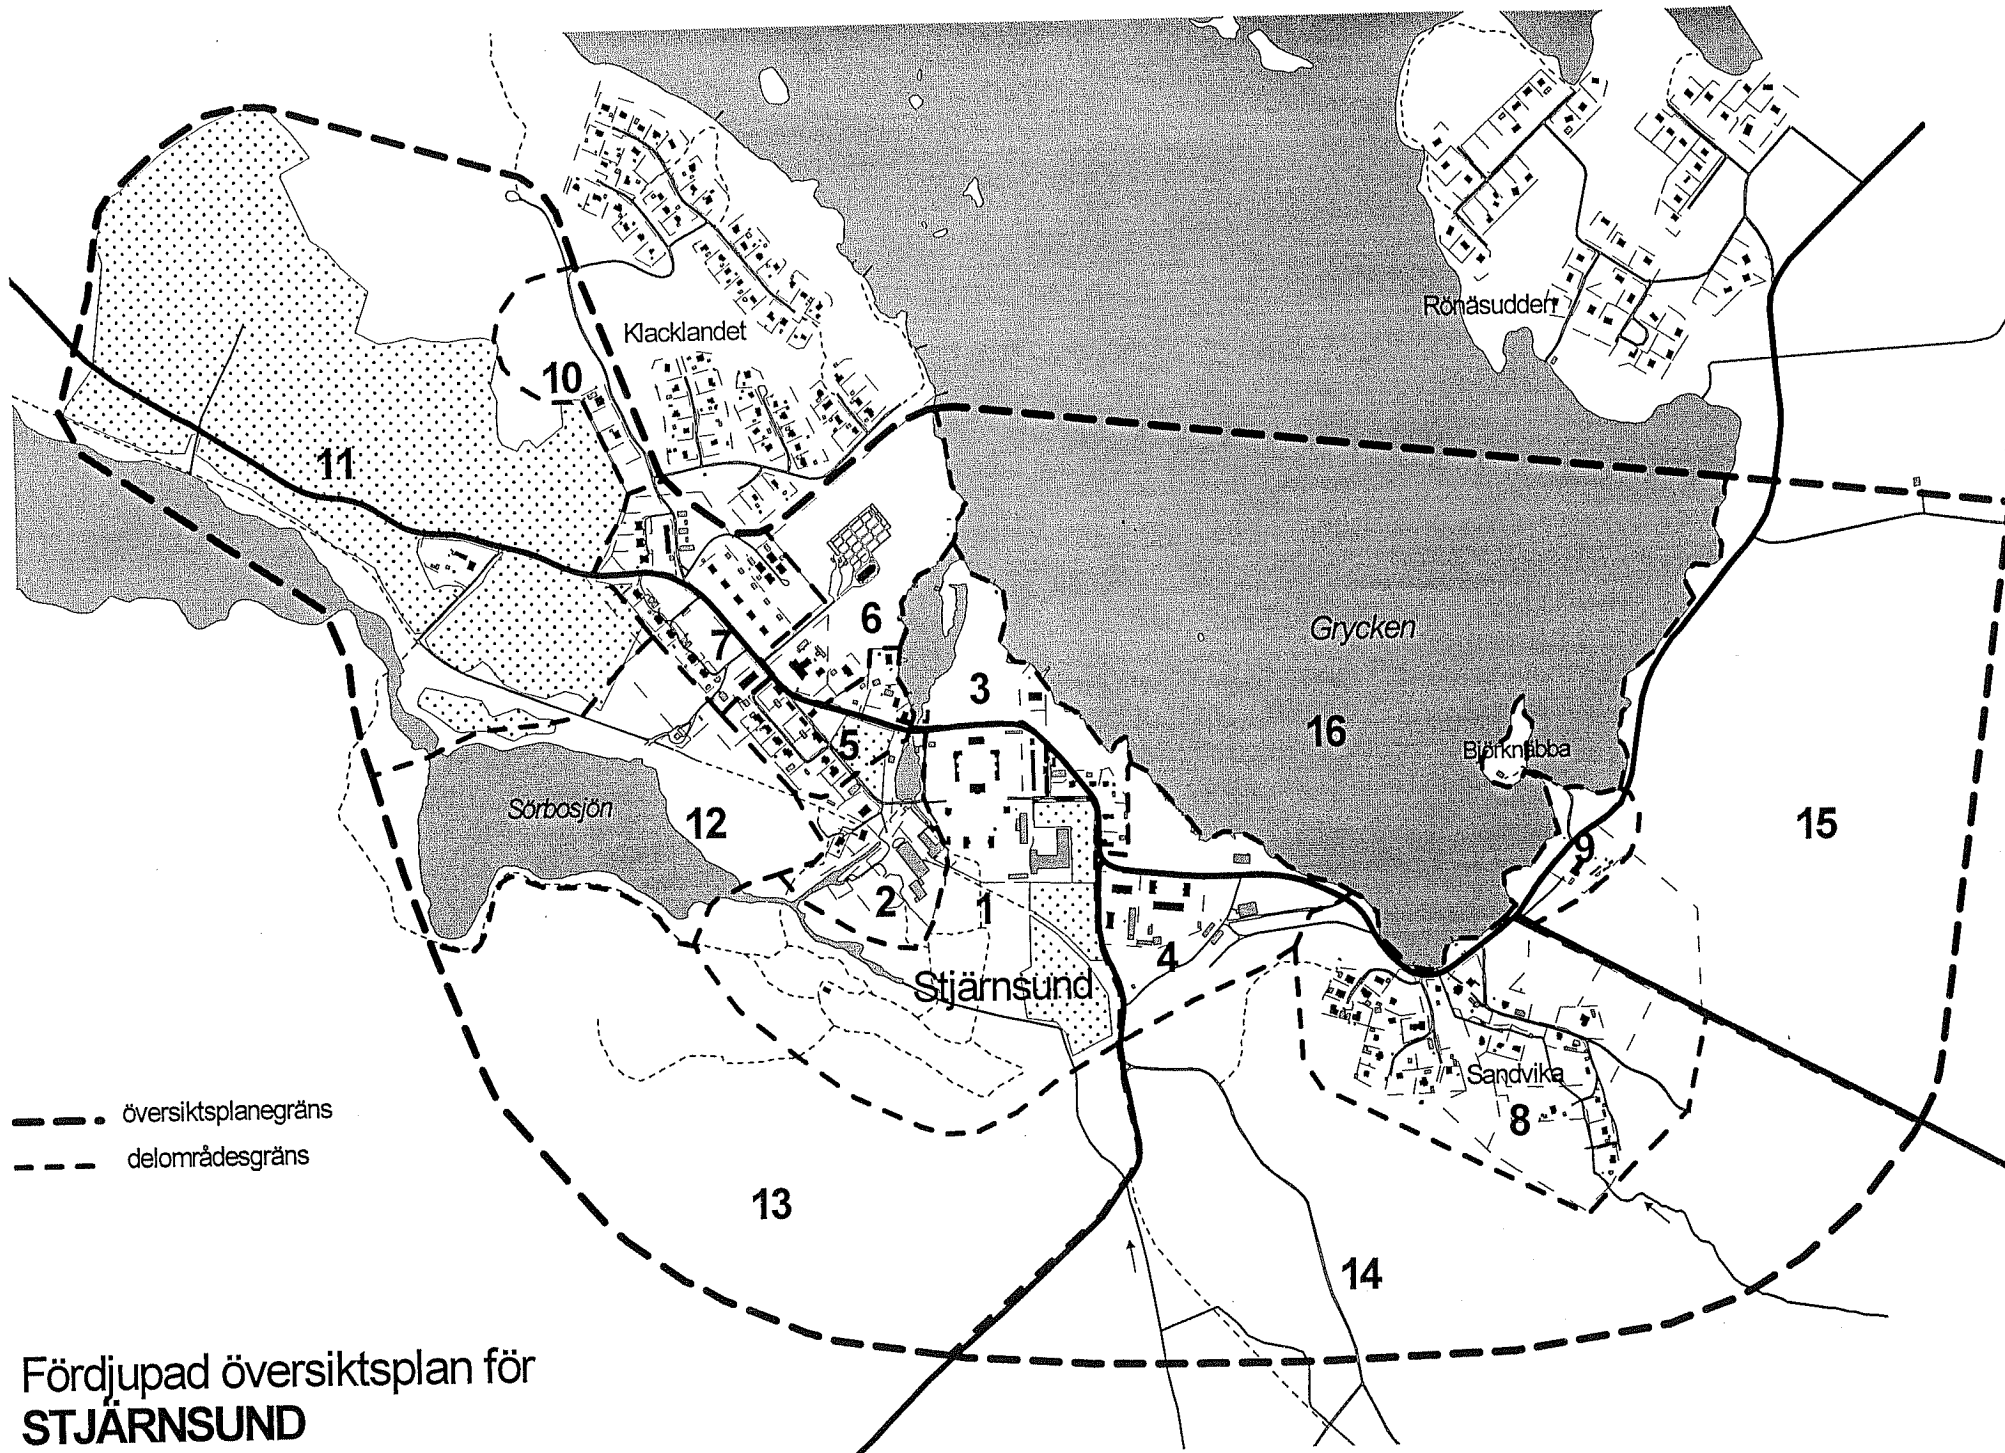 Rönäsudden
Klacklandet
10
11
Grycken
6
7
3
16
5
Björknäbba
Sörbosjön
12
15
9
2
1
4
Stjärnsund
Sandvika
8
översiktsplanegräns
delområdesgräns
13
14
Fördjupad översiktsplan för
STJÄRNSUND